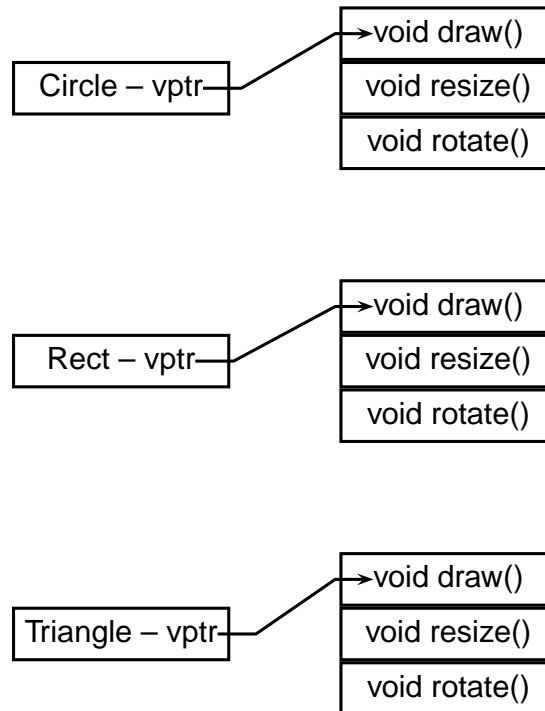 void draw()
Circle – vptr
void resize()
void rotate()
void draw()
Rect – vptr
void resize()
void rotate()
void draw()
Triangle – vptr
void resize()
void rotate()